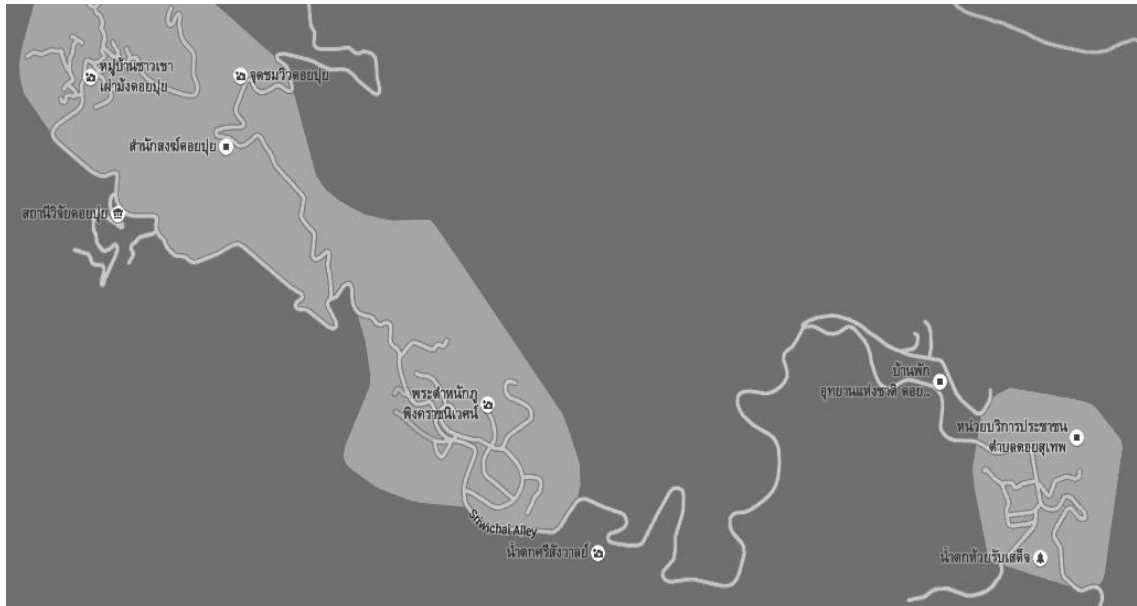 หมู่บ้านชาวเขา
เผ่าม้งดอยปุย
จุดชมวิวดอยปุย
สำนักสงฆ์ดอยปุย
สถานีวิจัยดอยปุย
พระตำหนักภู
พิงคราชนิเวศน์
บ้านพัก
อุทยานแห่งชาติ ดอย...
หน่วยบริการประชาชน
ตำบลดอยสุเทพ
Sriwichai Alley
น้ำตกศรีสังวาลย์
น้ำตกห้วยรับเสด็จ